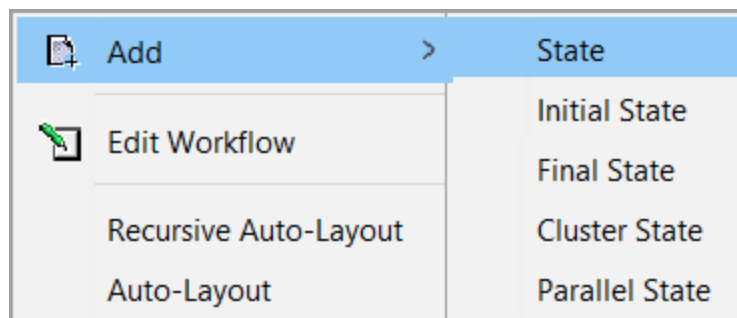 Add
Edit Workflow
Recursive Auto-Layout
Auto-Layout
State
Initial State
Final State
Cluster State
Parallel State